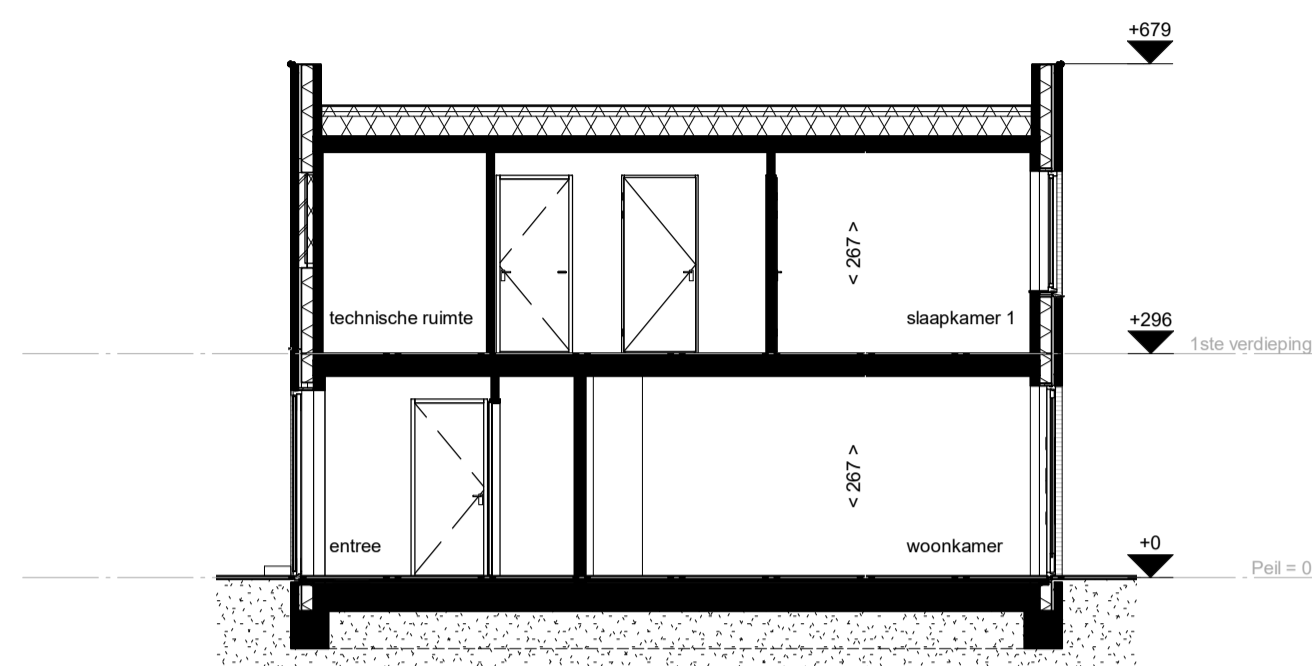 +679
< 267 >
technische ruimte
slaapkamer 1
+296
1ste verdieping
< 267 >
entree
woonkamer
+0
Peil = 0